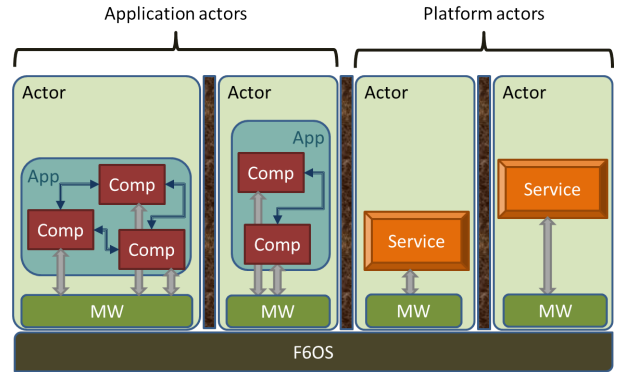 Application actors
Platform actors
Actor
Actor
Actor
Actor
App
Comp
Comp
Comp
App
Comp
Comp
Service
Service
MW
MW
MW
MW
F6OS